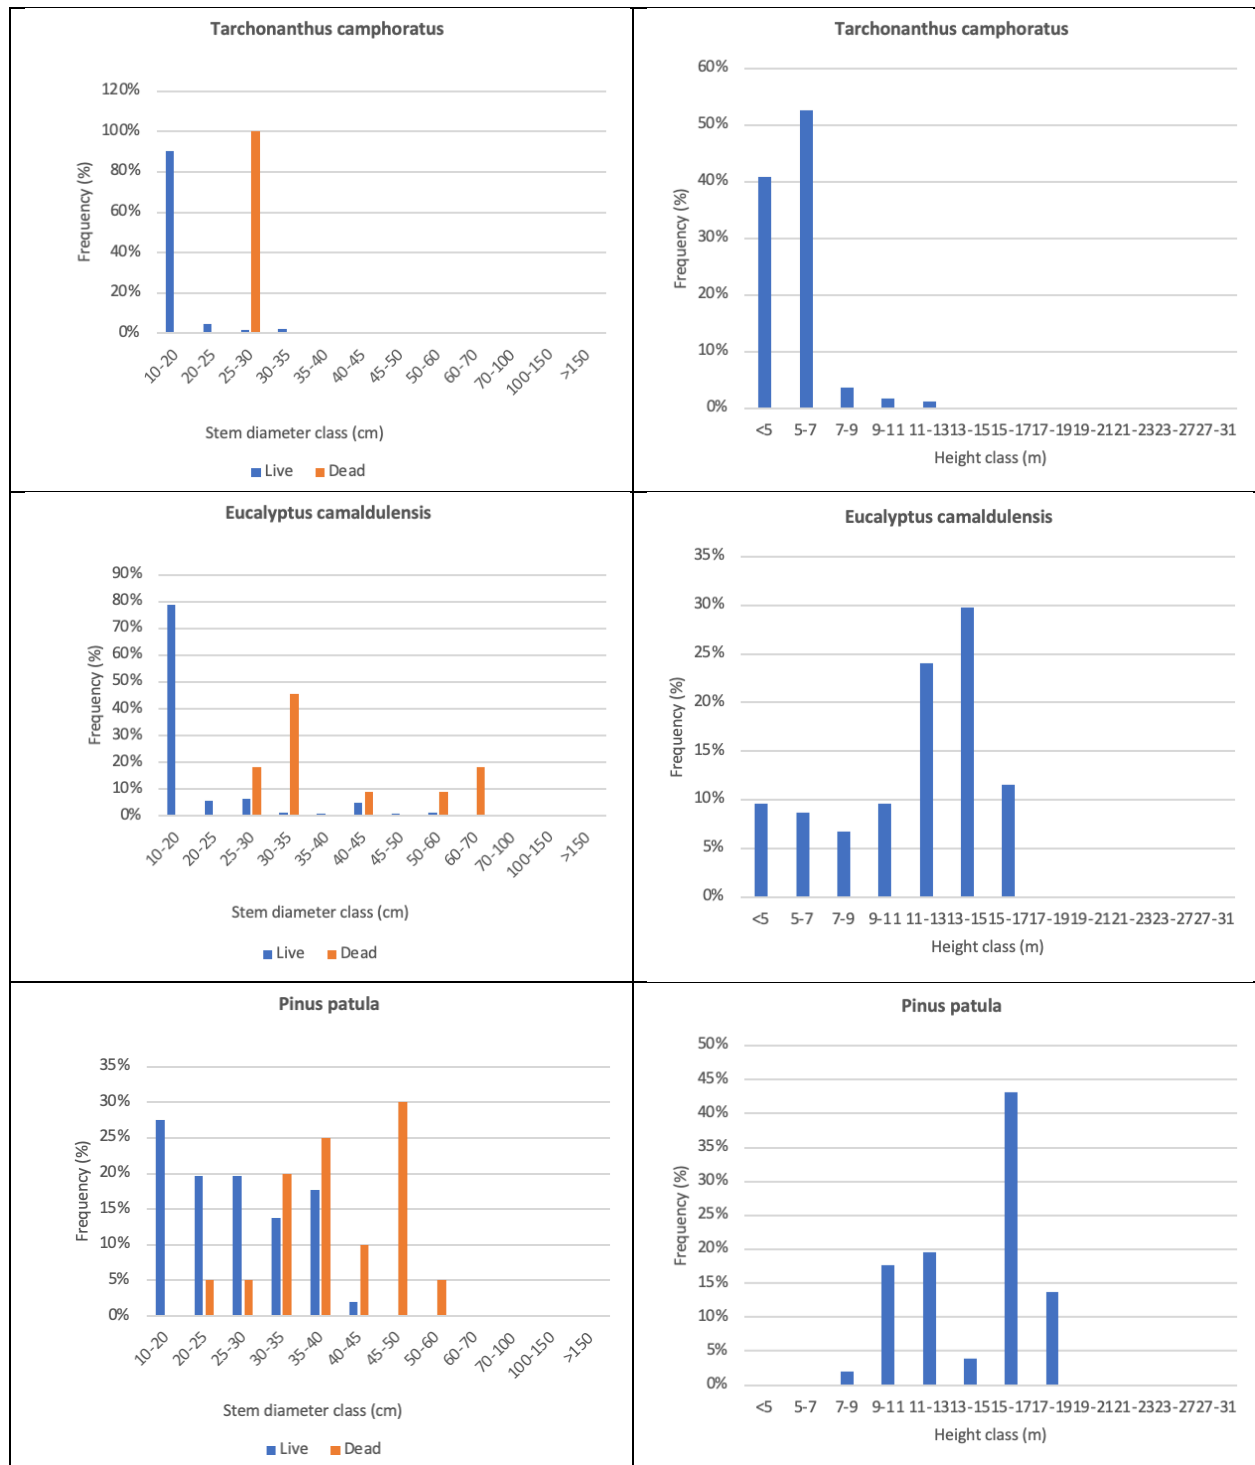 Tarchonanthus camphoratus
120%
100%
80%
60%
40%
20%
0%
Frequency (%)
10-20 20-25 25-30 30-35 35-40 40-45 45-50 50-60 60-70 70-100 100-150 >150
Stem diameter class (cm)
Live Dead
Tarchonanthus camphoratus
60%
50%
40%
30%
20%
10%
0%
Frequency (%)
<5 5-7 7-9 9-11 11-13 13-15 15-17 17-19 19-21 21-23 23-27 27-31
Height class (m)
Eucalyptus camaldulensis
90%
80%
70%
60%
50%
40%
30%
20%
10%
0%
Frequency (%)
10-20 20-25 25-30 30-35 35-40 40-45 45-50 50-60 60-70 70-100 100-150 >150
Stem diameter class (cm)
Live Dead
Eucalyptus camaldulensis
35%
30%
25%
20%
15%
10%
5%
0%
Frequency (%)
<5 5-7 7-9 9-11 11-13 13-15 15-17 17-19 19-21 21-23 23-27 27-31
Height class (m)
Pinus patula
35%
30%
25%
20%
15%
10%
5%
0%
Frequency (%)
10-20 20-25 25-30 30-35 35-40 40-45 45-50 50-60 60-70 70-100 100-150 >150
Stem diameter class (cm)
Live Dead
Pinus patula
50%
45%
40%
35%
30%
25%
20%
15%
10%
5%
0%
Frequency (%)
<5 5-7 7-9 9-11 11-13 13-15 15-17 17-19 19-21 21-23 23-27 27-31
Height class (m)